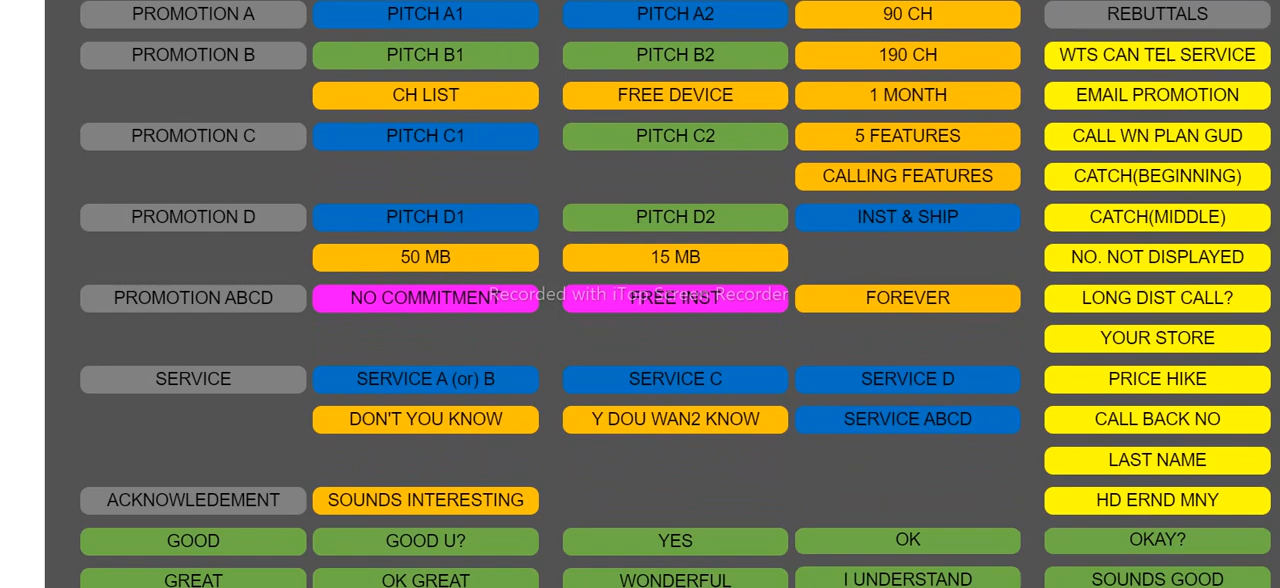 PROMOTION A PITCH A1 PITCH A2 90 CH REBUTTALS
PROMOTION B PITCH B1 PITCH B2 190 CH WTS CAN TEL SERVICE
CH LIST FREE DEVICE 1 MONTH EMAIL PROMOTION
PROMOTION C PITCH C1 PITCH C2 5 FEATURES CALL WN PLAN GUD
CALLING FEATURES CATCH(BEGINNING)
PROMOTION D PITCH D1 PITCH D2 INST & SHIP CATCH(MIDDLE)
50 MB 15 MB NO. NOT DISPLAYED
PROMOTION ABCD NO COMMITMENT FREE INST FOREVER LONG DIST CALL?
Recorded with iTop Screen Recorder
YOUR STORE
SERVICE SERVICE A (or) B SERVICE C SERVICE D PRICE HIKE
DON'T YOU KNOW Y DOU WAN2 KNOW SERVICE ABCD CALL BACK NO
LAST NAME
ACKNOWLEDEMENT SOUNDS INTERESTING HD ERND MNY
GOOD GOOD U? YES OK OKAY?
GREAT OK GREAT WONDERFUL I UNDERSTAND SOUNDS GOOD